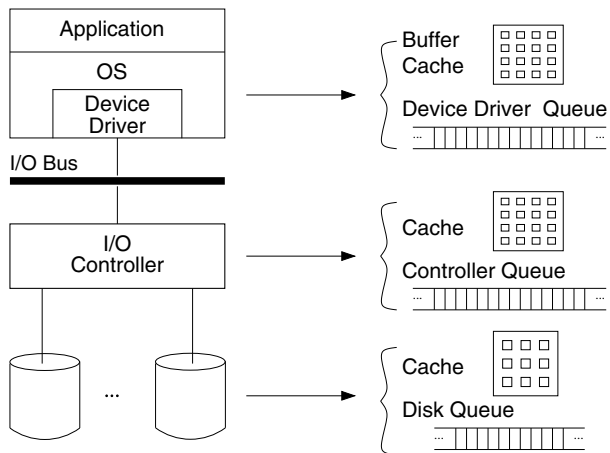 Application
OS
Device
Driver
I/O Bus
I/O
Controller
...
Buffer
Cache
Device Driver Queue
... ...
Cache
Controller Queue
... ...
Cache
Disk Queue
... ...